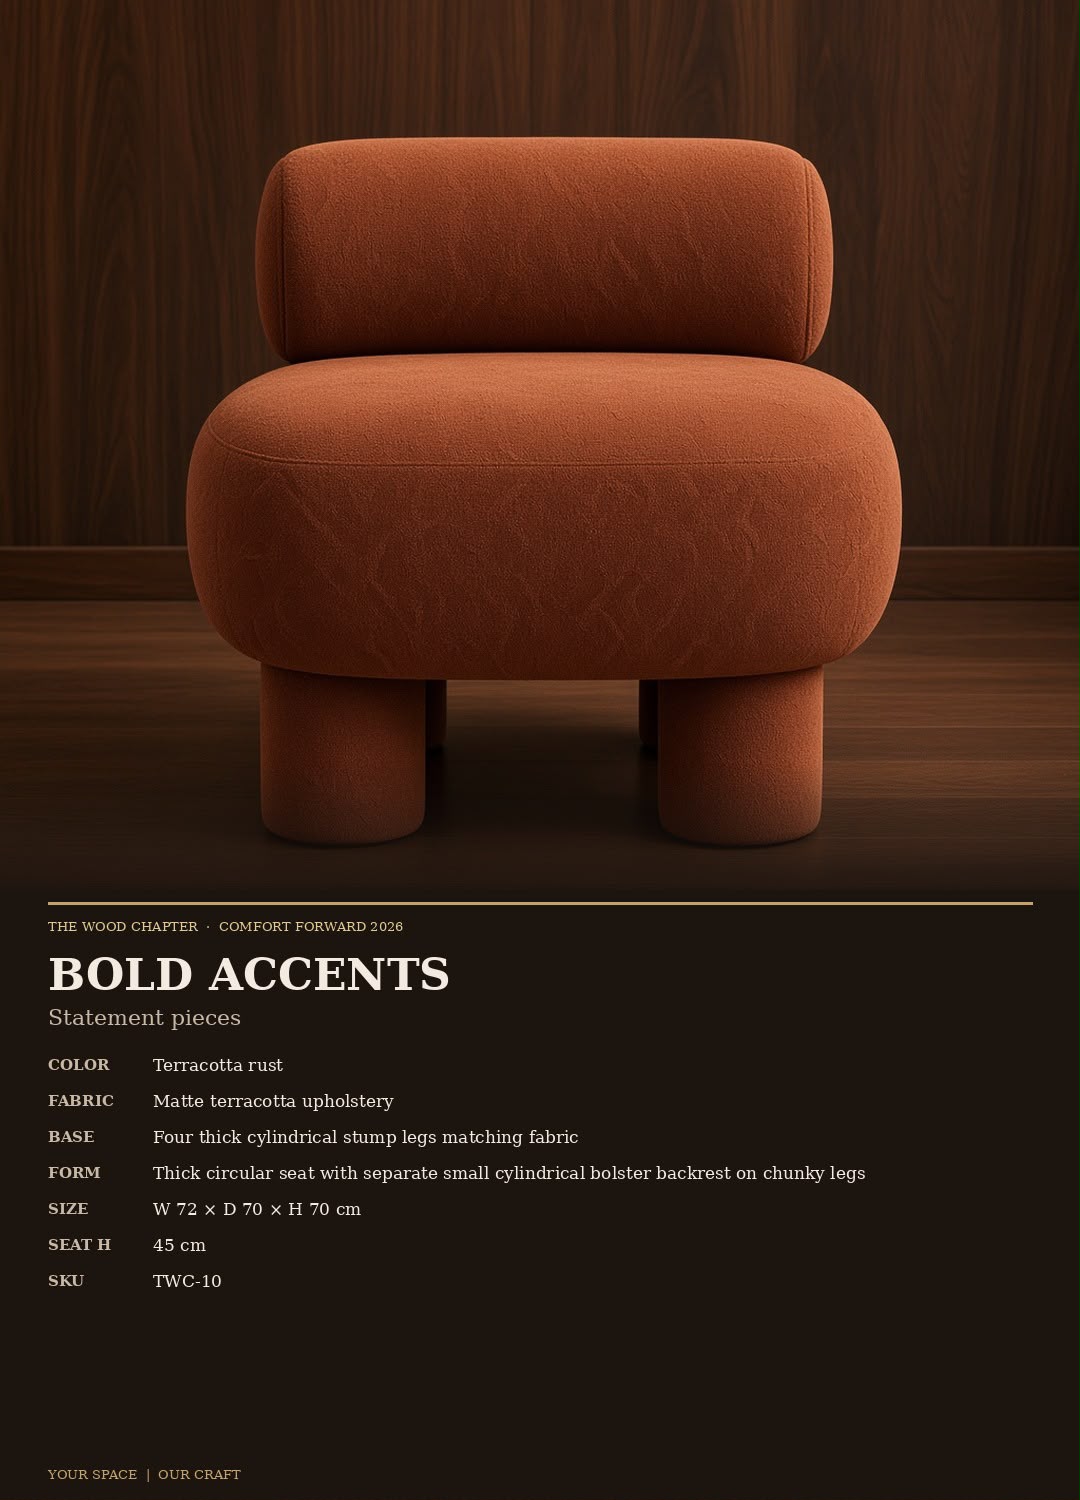 THE WOOD CHAPTER · COMFORT FORWARD 2026
BOLD ACCENTS
Statement pieces
COLOR Terracotta rust
FABRIC Matte terracotta upholstery
BASE Four thick cylindrical stump legs matching fabric
FORM Thick circular seat with separate small cylindrical bolster backrest on chunky legs
SIZE W 72 × D 70 × H 70 cm
SEAT H 45 cm
SKU TWC-10
YOUR SPACE | OUR CRAFT